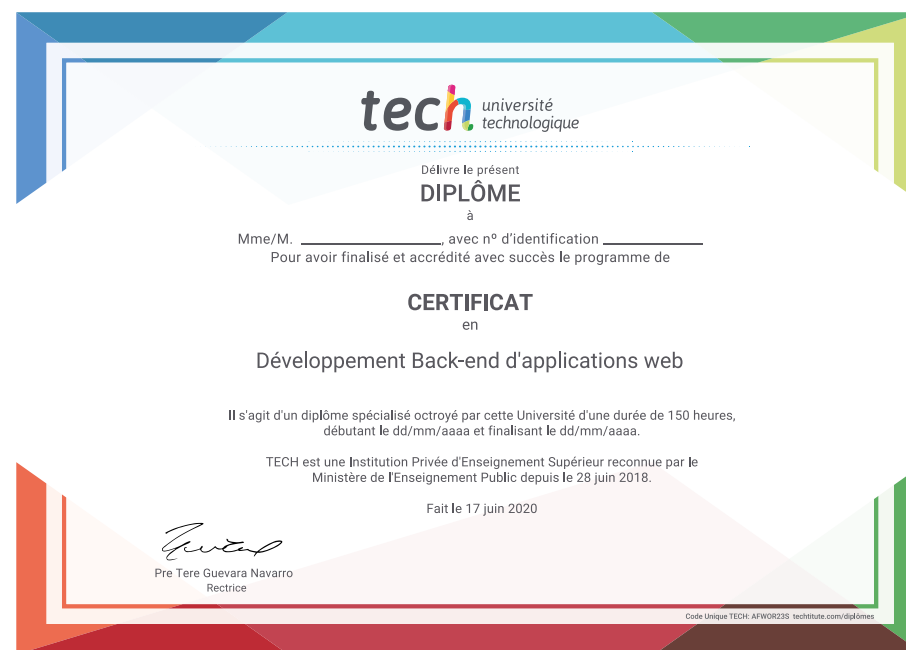 tech université
technologique
Délivre le présent
DIPLÔME
à
Mme/M. ____________, avec nº d'identification ____________
Pour avoir finalisé et accrédité avec succès le programme de
CERTIFICAT
en
Développement Back-end d'applications web
Il s'agit d'un diplôme spécialisé octroyé par cette Université d'une durée de 150 heures,
débutant le dd/mm/aaaa et finalisant le dd/mm/aaaa.
TECH est une Institution Privée d'Enseignement Supérieur reconnue par le
Ministère de l'Enseignement Public depuis le 28 juin 2018.
Fait le 17 juin 2020
Pre Tere Guevara Navarro
Rectrice
Code Unique TECH: AFWOR23S techtitute.com/diplômes